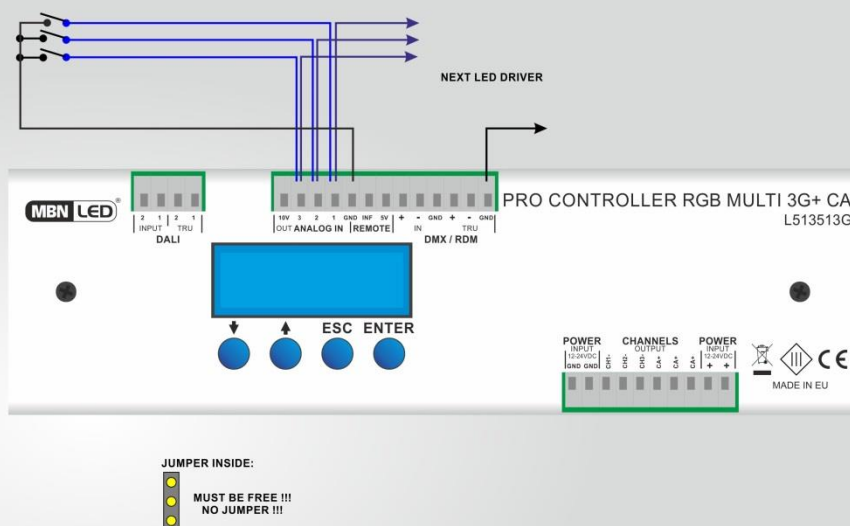 NEXT LED DRIVER
MBN LED®
PRO CONTROLLER RGB MULTI 3G+ CA
L513513G
2 1 2 1
INPUT TRU
DALI
10V 3 2 1 GND INF 5V + - GND + - GND
OUT ANALOG IN REMOTE IN TRU
DMX / RDM
ESC ENTER
POWER CHANNELS POWER
INPUT OUTPUT INPUT
12-24VDC 12-24VDC
GND GND CH1- CH2- CH3- CA+ CA+ CA+ + +
III CE
MADE IN EU
JUMPER INSIDE:
MUST BE FREE !!!
NO JUMPER !!!